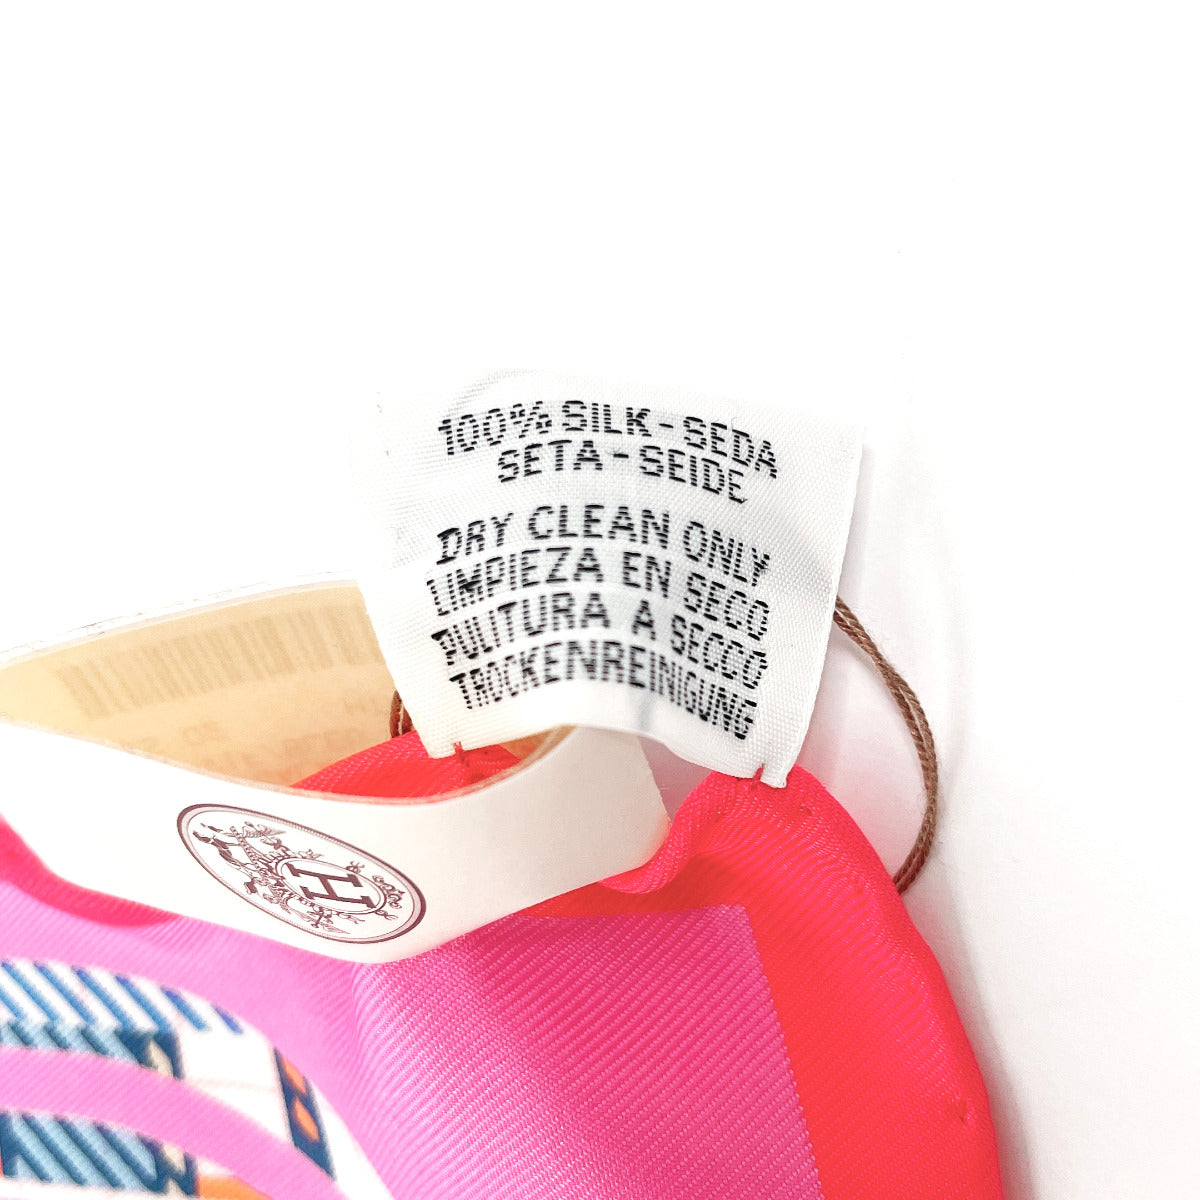 100% SILK-SEDA
SETA-SEIDE
DRY CLEAN ONLY
LIMPIEZA EN SECO
PULITURA A SECCO
TROCKENREINIGUNG
H